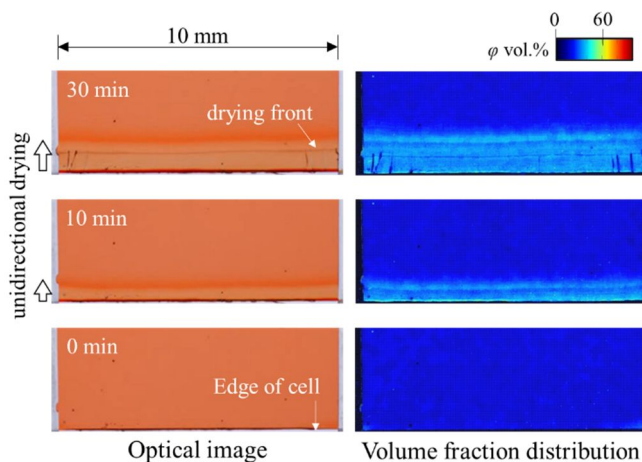 0 60
φ vol.%
10 mm
30 min
drying front
10 min
unidirectional drying
0 min
Edge of cell
Optical image
Volume fraction distribution